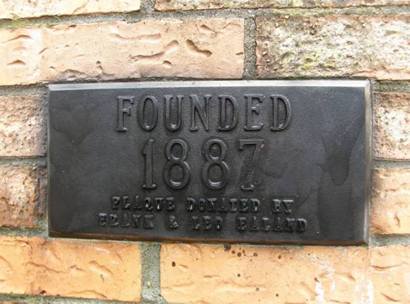 FOUNDED
1887
PLAQUE DONATED BY
FRANK & LEO